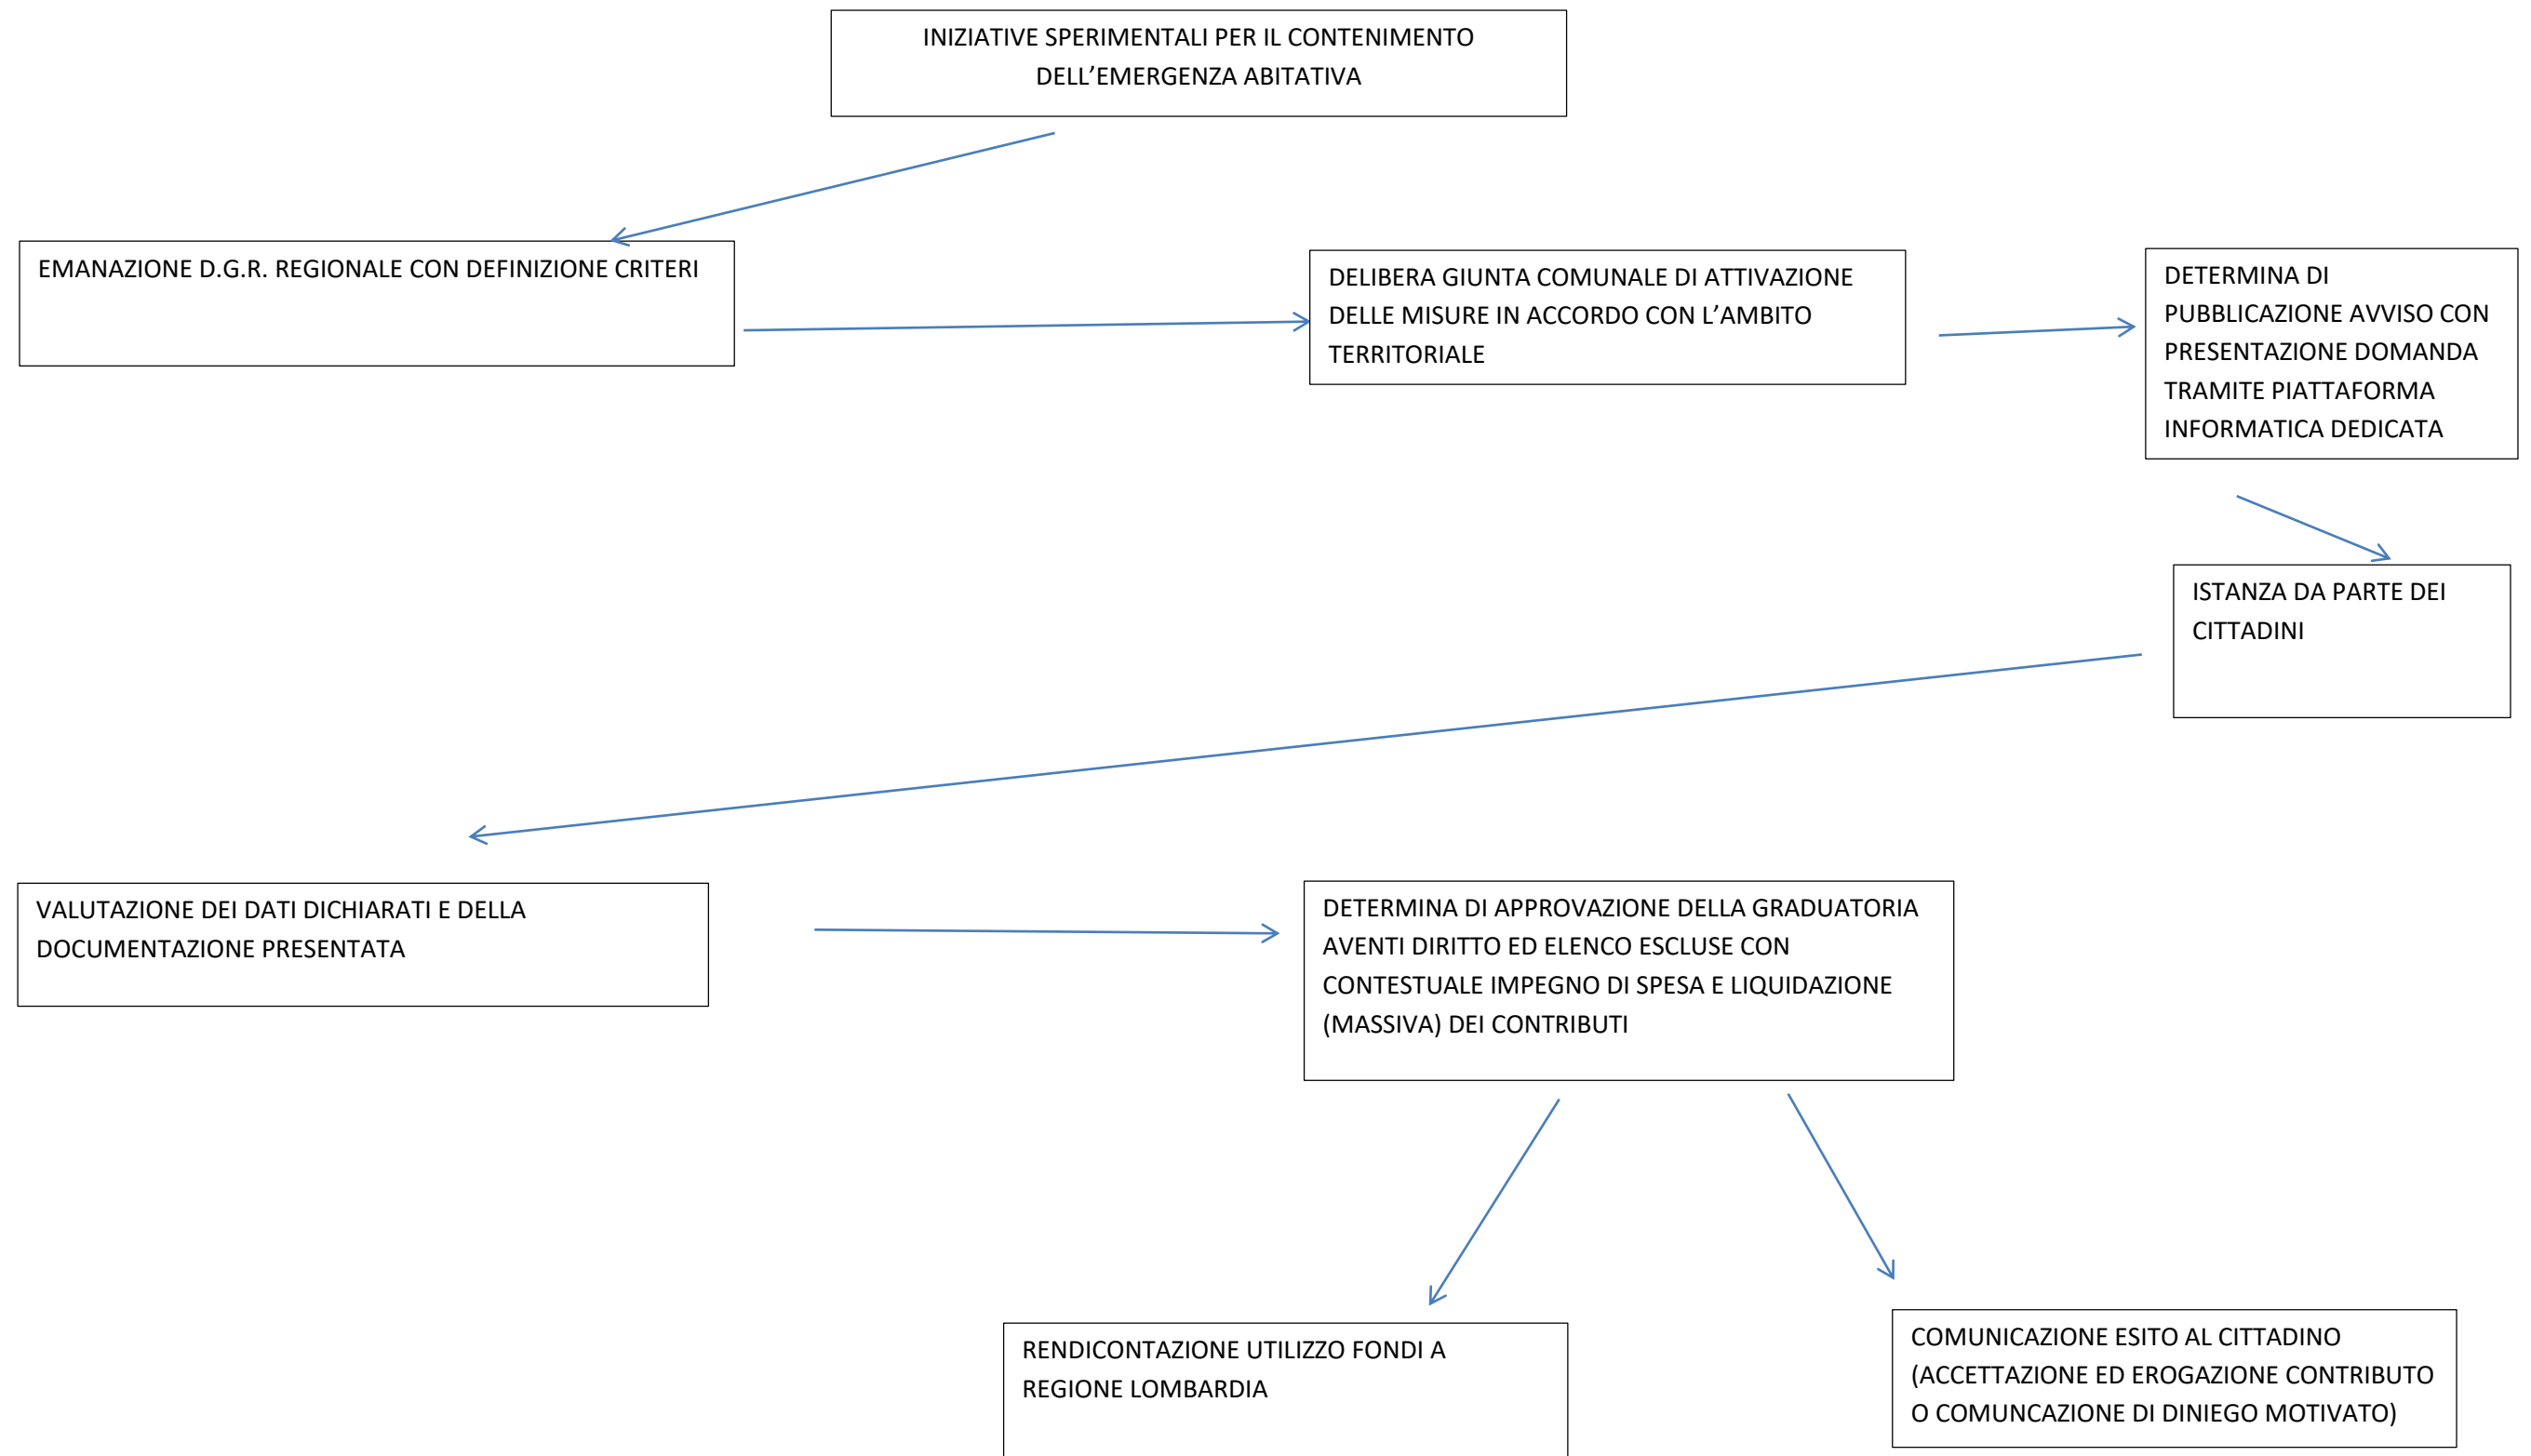 INIZIATIVE SPERIMENTALI PER IL CONTENIMENTO
DELL’EMERGENZA ABITATIVA
EMANAZIONE D.G.R. REGIONALE CON DEFINIZIONE CRITERI
DELIBERA GIUNTA COMUNALE DI ATTIVAZIONE
DELLE MISURE IN ACCORDO CON L’AMBITO
TERRITORIALE
DETERMINA DI
PUBBLICAZIONE AVVISO CON
PRESENTAZIONE DOMANDA
TRAMITE PIATTAFORMA
INFORMATICA DEDICATA
ISTANZA DA PARTE DEI
CITTADINI
VALUTAZIONE DEI DATI DICHIARATI E DELLA
DOCUMENTAZIONE PRESENTATA
DETERMINA DI APPROVAZIONE DELLA GRADUATORIA
AVENTI DIRITTO ED ELENCO ESCLUSE CON
CONTESTUALE IMPEGNO DI SPESA E LIQUIDAZIONE
(MASSIVA) DEI CONTRIBUTI
RENDICONTAZIONE UTILIZZO FONDI A
REGIONE LOMBARDIA
COMUNICAZIONE ESITO AL CITTADINO
(ACCETTAZIONE ED EROGAZIONE CONTRIBUTO
O COMUNCAZIONE DI DINIEGO MOTIVATO)